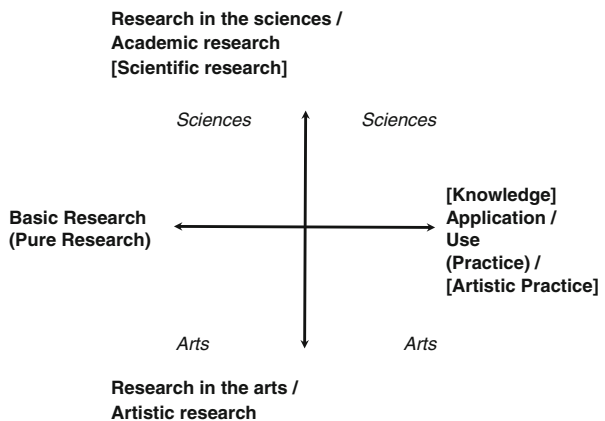 Research in the sciences /
Academic research
[Scientific research]
Sciences
Sciences
Basic Research
(Pure Research)
[Knowledge]
Application /
Use
(Practice) /
[Artistic Practice]
Arts
Arts
Research in the arts /
Artistic research